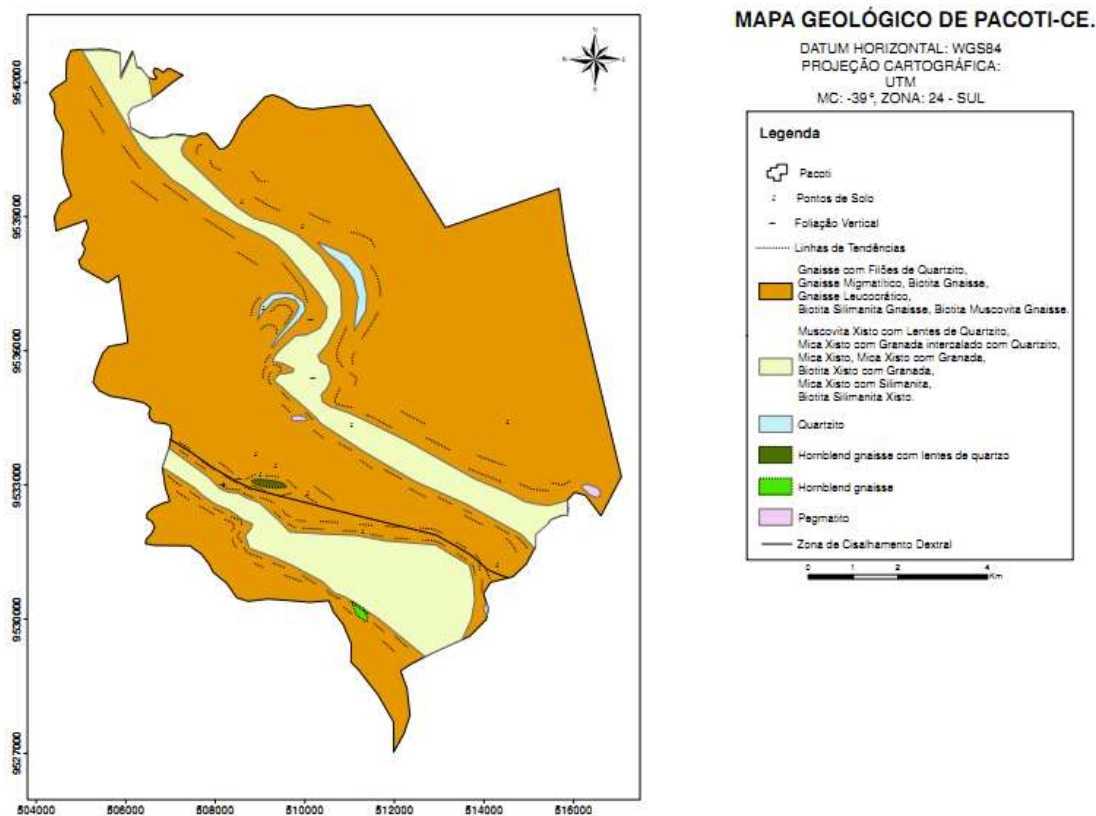 MAPA GEOLÓGICO DE PACOTI-CE.
DATUM HORIZONTAL: WGS84
PROJEÇÃO CARTOGRÁFICA:
UTM
MC: -39°, ZONA: 24 - SUL
Legenda
Pacoti
Pontos de Solo
Foliação Vertical
Linhas de Tendências
Gnaisse com Filões de Quartzito,
Gnaisse Migmatítico, Biotita Gnaisse,
Gnaisse Leucocrático,
Biotita Silimanita Gnaisse, Biotita Muscovita Gnaisse.
Muscovita Xisto com Lentes de Quartzito,
Mica Xisto com Granada intercalado com Quartzito,
Mica Xisto, Mica Xisto com Granada,
Biotita Xisto com Granada,
Mica Xisto com Silimanita,
Biotita Silimanita Xisto.
Quartzito
Hornblend gnaisse com lentes de quartzo
Hornblend gnaisse
Pegmatito
Zona de Cisalhamento Dextral
0 1 2 4
Km
9542000
9539000
9536000
9533000
9530000
9527000
504000 506000 508000 510000 512000 514000 516000